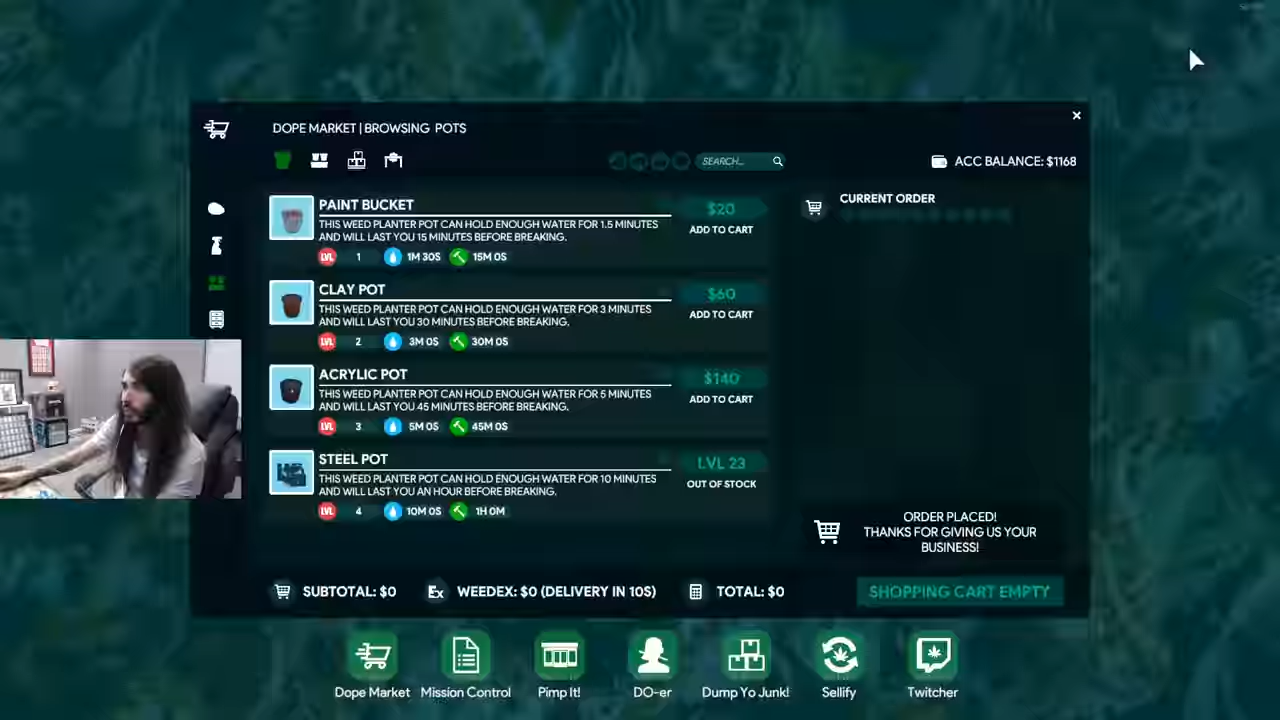 DOPE MARKET | BROWSING POTS
SEARCH...
ACC BALANCE: $1168
PAINT BUCKET
THIS WEED PLANTER POT CAN HOLD ENOUGH WATER FOR 1.5 MINUTES
AND WILL LAST YOU 15 MINUTES BEFORE BREAKING.
LVL 1 1M 30S 15M 0S
$20
ADD TO CART
CLAY POT
THIS WEED PLANTER POT CAN HOLD ENOUGH WATER FOR 3 MINUTES
AND WILL LAST YOU 30 MINUTES BEFORE BREAKING.
LVL 2 3M 0S 30M 0S
$60
ADD TO CART
ACRYLIC POT
THIS WEED PLANTER POT CAN HOLD ENOUGH WATER FOR 5 MINUTES
AND WILL LAST YOU 45 MINUTES BEFORE BREAKING.
LVL 3 5M 0S 45M 0S
$140
ADD TO CART
STEEL POT
THIS WEED PLANTER POT CAN HOLD ENOUGH WATER FOR 10 MINUTES
AND WILL LAST YOU AN HOUR BEFORE BREAKING.
LVL 4 10M 0S 1H 0M
LVL 23
OUT OF STOCK
CURRENT ORDER
ORDER PLACED!
THANKS FOR GIVING US YOUR
BUSINESS!
SUBTOTAL: $0 Ex WEEDEX: $0 (DELIVERY IN 10S) TOTAL: $0
SHOPPING CART EMPTY
Dope Market Mission Control Pimp It! DO-er Dump Yo Junk! Sellify Twitcher